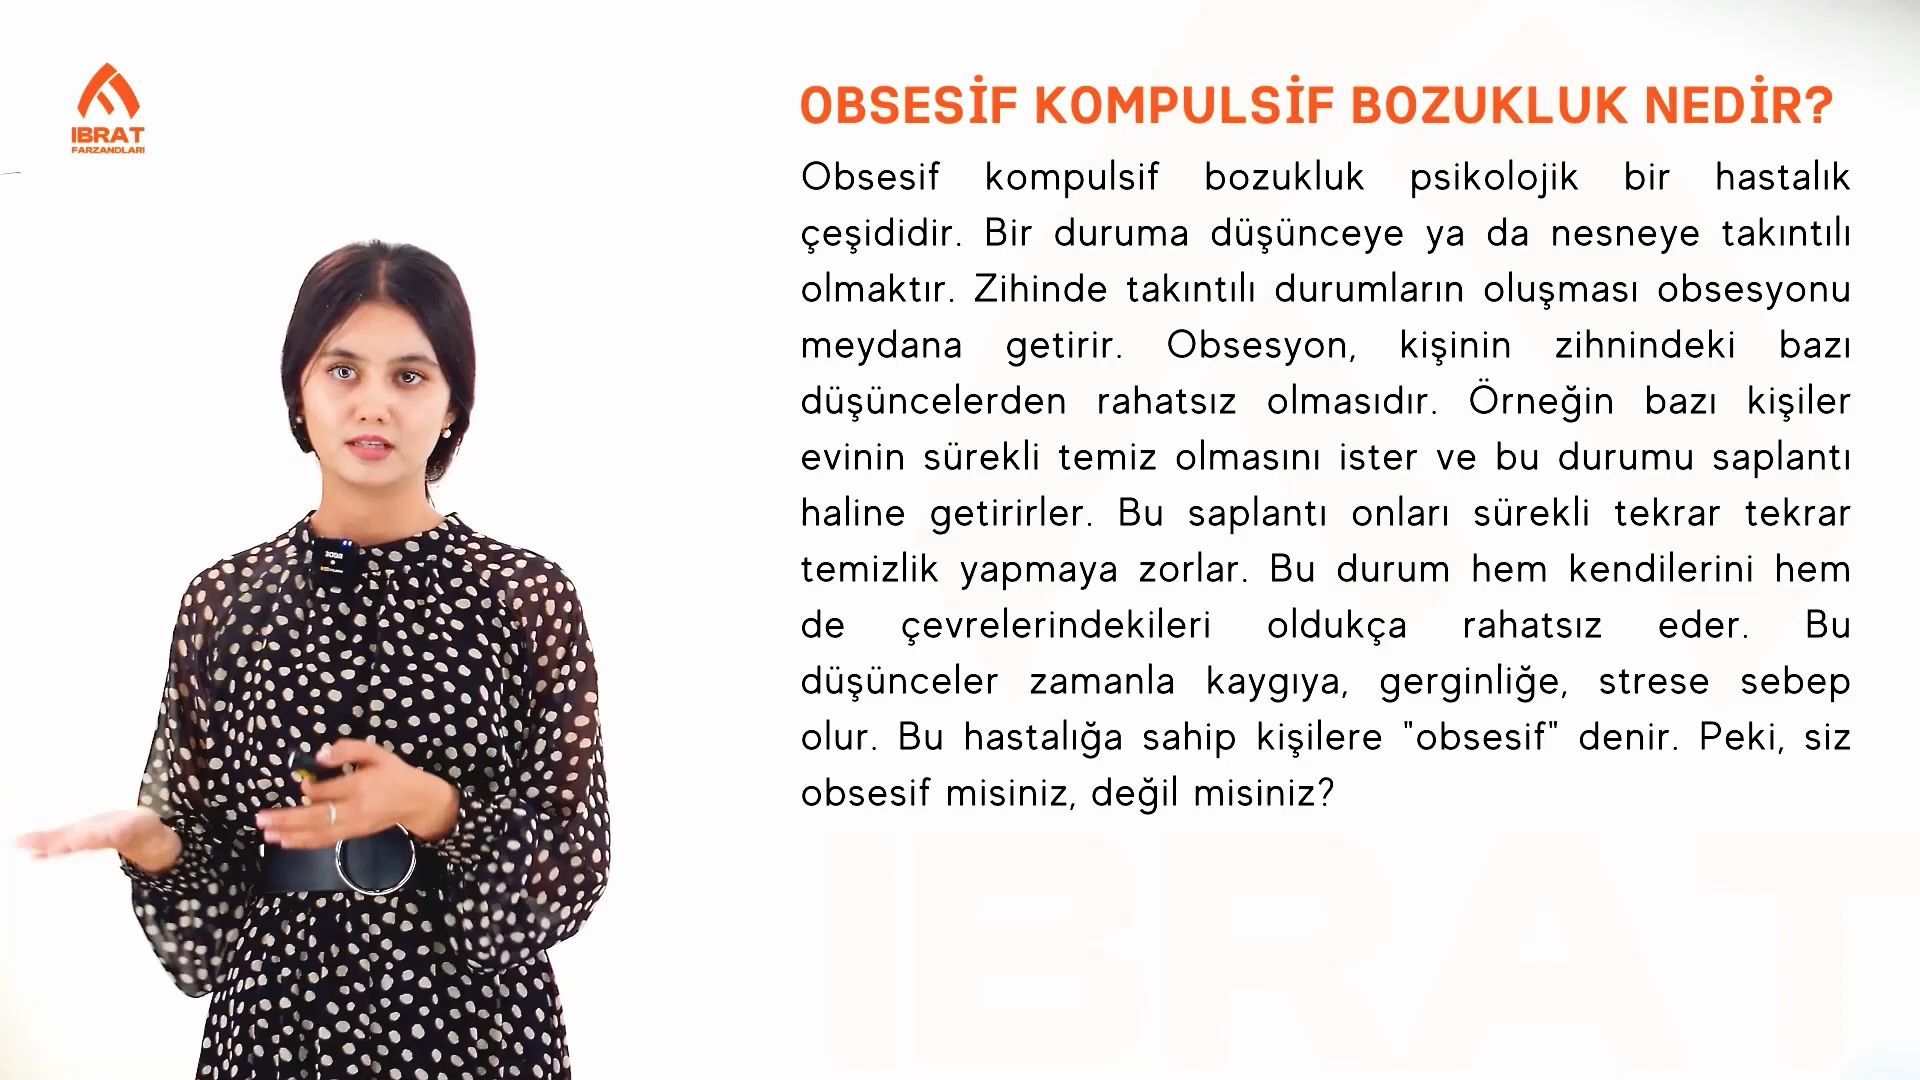 IBRAT
FARZANDLARI
OBSESİF KOMPULSİF BOZUKLUK NEDİR?
Obsesif kompulsif bozukluk psikolojik bir hastalık
çeşididir. Bir duruma düşünceye ya da nesneye takıntılı
olmaktır. Zihinde takıntılı durumların oluşması obsesyonu
meydana getirir. Obsesyon, kişinin zihnindeki bazı
düşüncelerden rahatsız olmasıdır. Örneğin bazı kişiler
evinin sürekli temiz olmasını ister ve bu durumu saplantı
haline getirirler. Bu saplantı onları sürekli tekrar tekrar
temizlik yapmaya zorlar. Bu durum hem kendilerini hem
de çevrelerindekileri oldukça rahatsız eder. Bu
düşünceler zamanla kaygıya, gerginliğe, strese sebep
olur. Bu hastalığa sahip kişilere "obsesif" denir. Peki, siz
obsesif misiniz, değil misiniz?
IBRAT